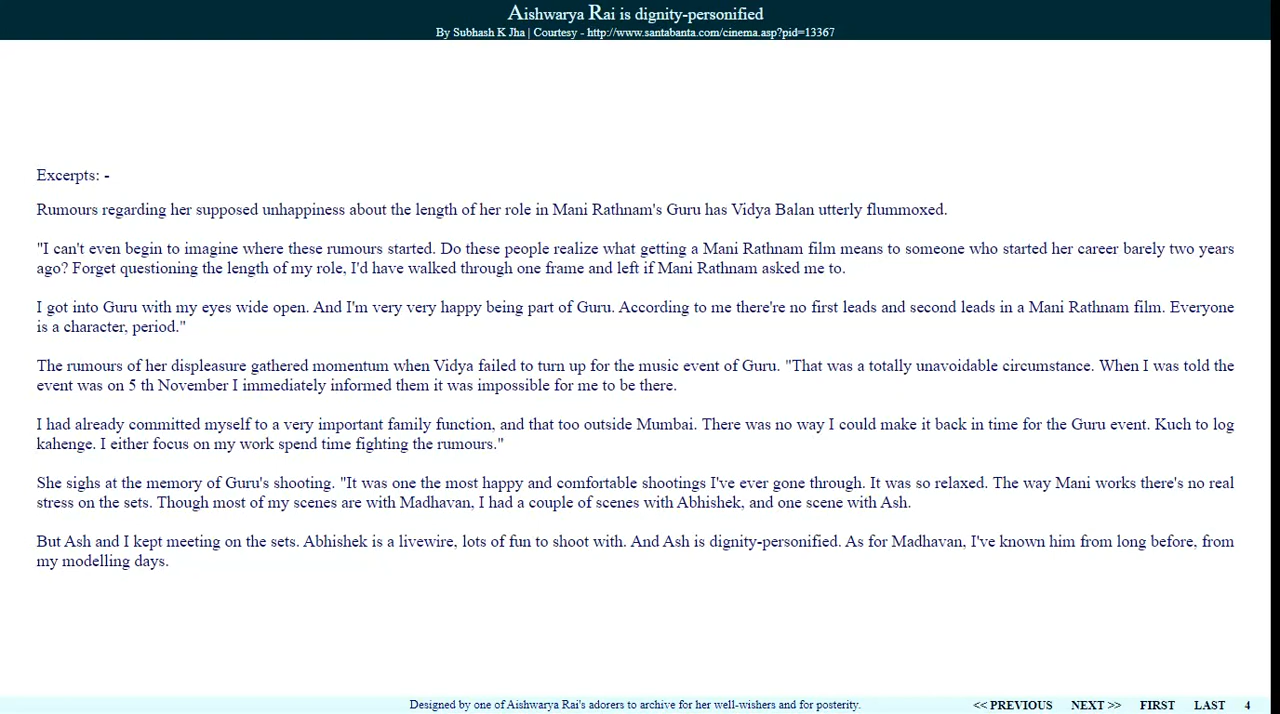 Aishwarya Rai is dignity-personified
By Subhash K Jha | Courtesy - http://www.santabanta.com/cinema.asp?pid=13367
Excerpts: -
Rumours regarding her supposed unhappiness about the length of her role in Mani Rathnam's Guru has Vidya Balan utterly flummoxed.
"I can't even begin to imagine where these rumours started. Do these people realize what getting a Mani Rathnam film means to someone who started her career barely two years
ago? Forget questioning the length of my role, I'd have walked through one frame and left if Mani Rathnam asked me to.
I got into Guru with my eyes wide open. And I'm very very happy being part of Guru. According to me there're no first leads and second leads in a Mani Rathnam film. Everyone
is a character, period."
The rumours of her displeasure gathered momentum when Vidya failed to turn up for the music event of Guru. "That was a totally unavoidable circumstance. When I was told the
event was on 5 th November I immediately informed them it was impossible for me to be there.
I had already committed myself to a very important family function, and that too outside Mumbai. There was no way I could make it back in time for the Guru event. Kuch to log
kahenge. I either focus on my work spend time fighting the rumours."
She sighs at the memory of Guru's shooting. "It was one the most happy and comfortable shootings I've ever gone through. It was so relaxed. The way Mani works there's no real
stress on the sets. Though most of my scenes are with Madhavan, I had a couple of scenes with Abhishek, and one scene with Ash.
But Ash and I kept meeting on the sets. Abhishek is a livewire, lots of fun to shoot with. And Ash is dignity-personified. As for Madhavan, I've known him from long before, from
my modelling days.
Designed by one of Aishwarya Rai's adorers to archive for her well-wishers and for posterity. << PREVIOUS NEXT >> FIRST LAST 4